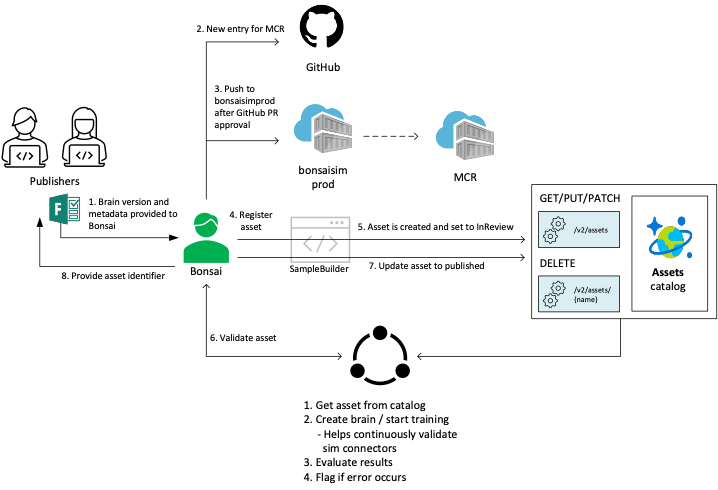 2. New entry for MCR
GitHub
3. Push to
bonsaisimprod
after GitHub PR
approval
bonsaisim
prod
MCR
Publishers
F
1. Brain version and
metadata provided to
Bonsai
4. Register
asset
Bonsai
8. Provide asset identifier
SampleBuilder
5. Asset is created and set to InReview
7. Update asset to published
GET/PUT/PATCH
/v2/assets
DELETE
/v2/assets/
{name}
Assets
catalog
6. Validate asset
1. Get asset from catalog
2. Create brain / start training
- Helps continuously validate
sim connectors
3. Evaluate results
4. Flag if error occurs